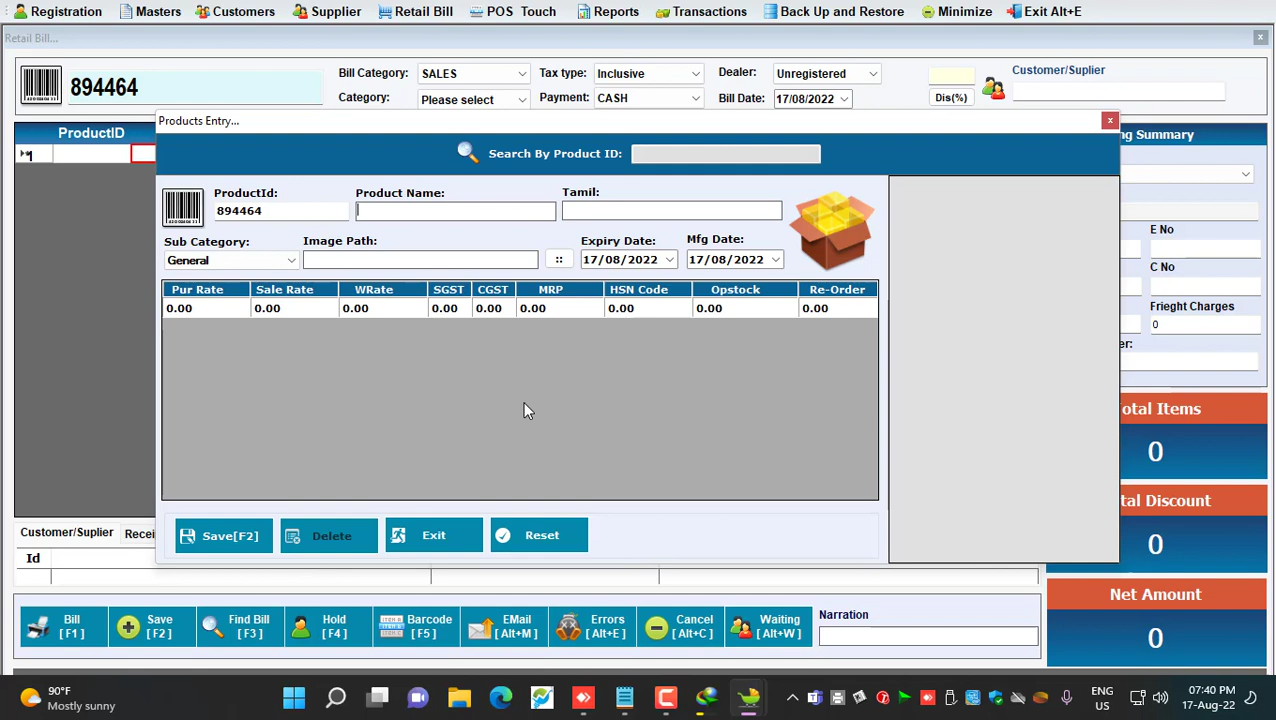 Registration Masters Customers Supplier Retail Bill POS Touch Reports Transactions Back Up and Restore Minimize Exit Alt+E
Retail Bill... x
894464 Bill Category: SALES Tax type: Inclusive Dealer: Unregistered Customer/Suplier
Category: Please select Payment: CASH Bill Date: 17/08/2022 Dis(%)
ProductID Products Entry... x
Search By Product ID: g Summary
1
ProductId: Product Name: Tamil:
894464
Sub Category: Image Path: Expiry Date: Mfg Date: E No
General :: 17/08/2022 17/08/2022
C No
Pur Rate Sale Rate WRate SGST CGST MRP HSN Code Opstock Re-Order
0.00 0.00 0.00 0.00 0.00 0.00 0.00 0.00 0.00
Frieght Charges
0
er:
otal Items
0
tal Discount
0
Save[F2] Delete Exit Reset
Customer/Suplier Recei
Id
Net Amount
0
Bill [F1] Save [F2] Find Bill [F3] Hold [F4] Barcode [F5] EMail [Alt+M] Errors [Alt+E] Cancel [Alt+C] Waiting [Alt+W] Narration
90°F
Mostly sunny
ENG
US
07:40 PM
17-Aug-22